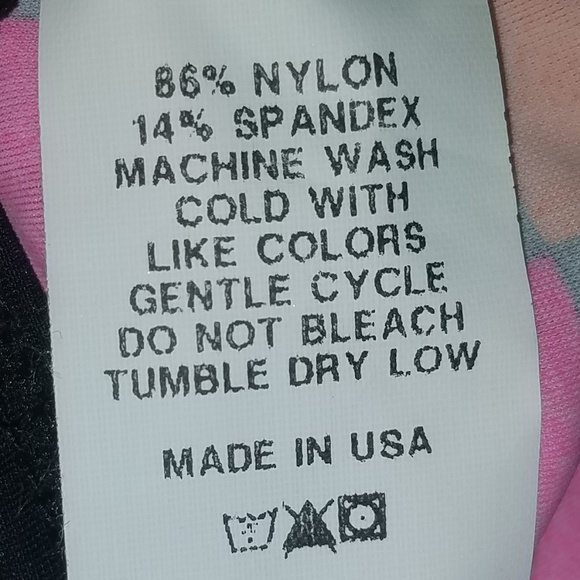 86% NYLON
14% SPANDEX
MACHINE WASH
COLD WITH
LIKE COLORS
GENTLE CYCLE
DO NOT BLEACH
TUMBLE DRY LOW
MADE IN USA